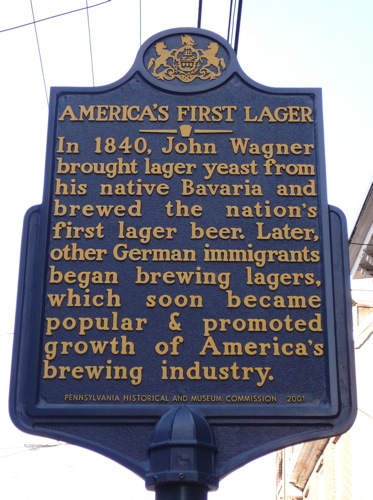 AMERICA'S FIRST LAGER
In 1840, John Wagner
brought lager yeast from
his native Bavaria and
brewed the nation's
first lager beer. Later,
other German immigrants
began brewing lagers,
which soon became
popular & promoted
growth of America's
brewing industry.
PENNSYLVANIA HISTORICAL AND MUSEUM COMMISSION 2001